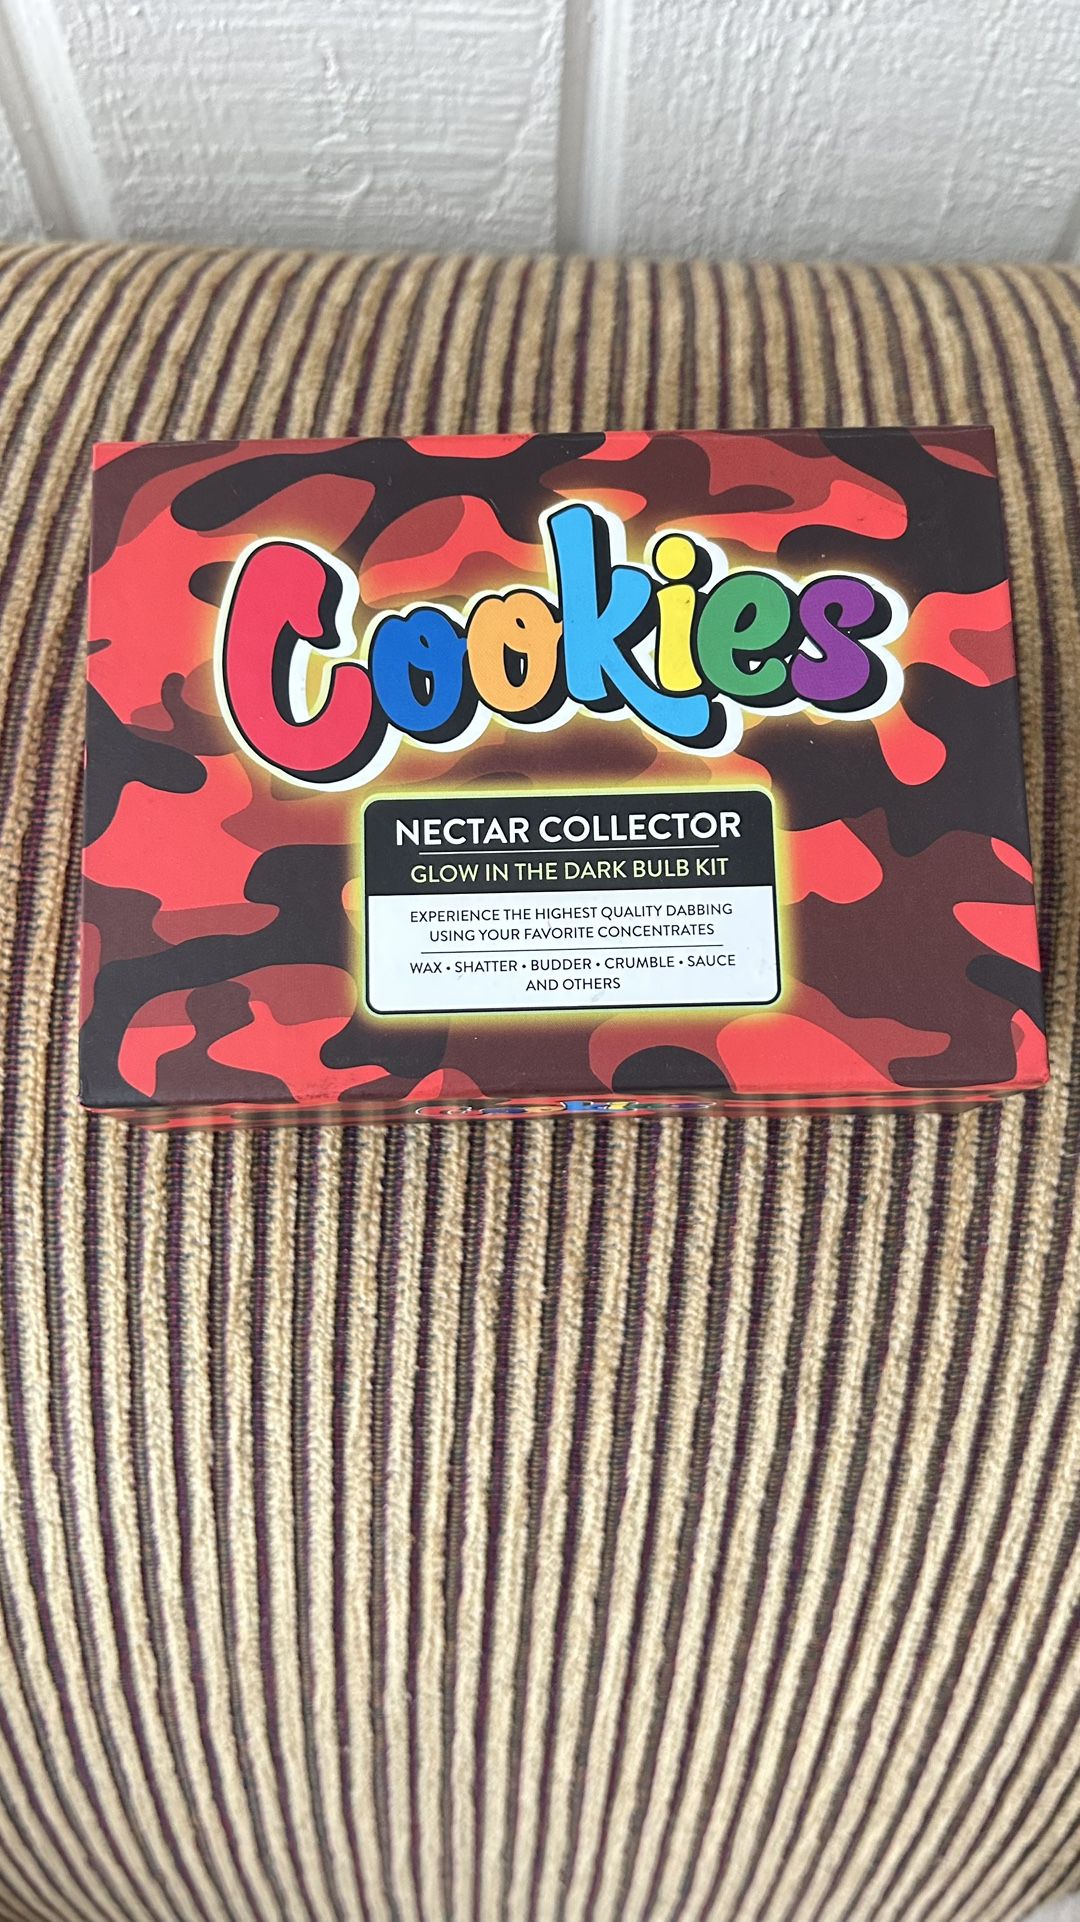 Cookies
NECTAR COLLECTOR
GLOW IN THE DARK BULB KIT
EXPERIENCE THE HIGHEST QUALITY DABBING
USING YOUR FAVORITE CONCENTRATES
WAX • SHATTER • BUDDER • CRUMBLE • SAUCE
AND OTHERS
Cookies